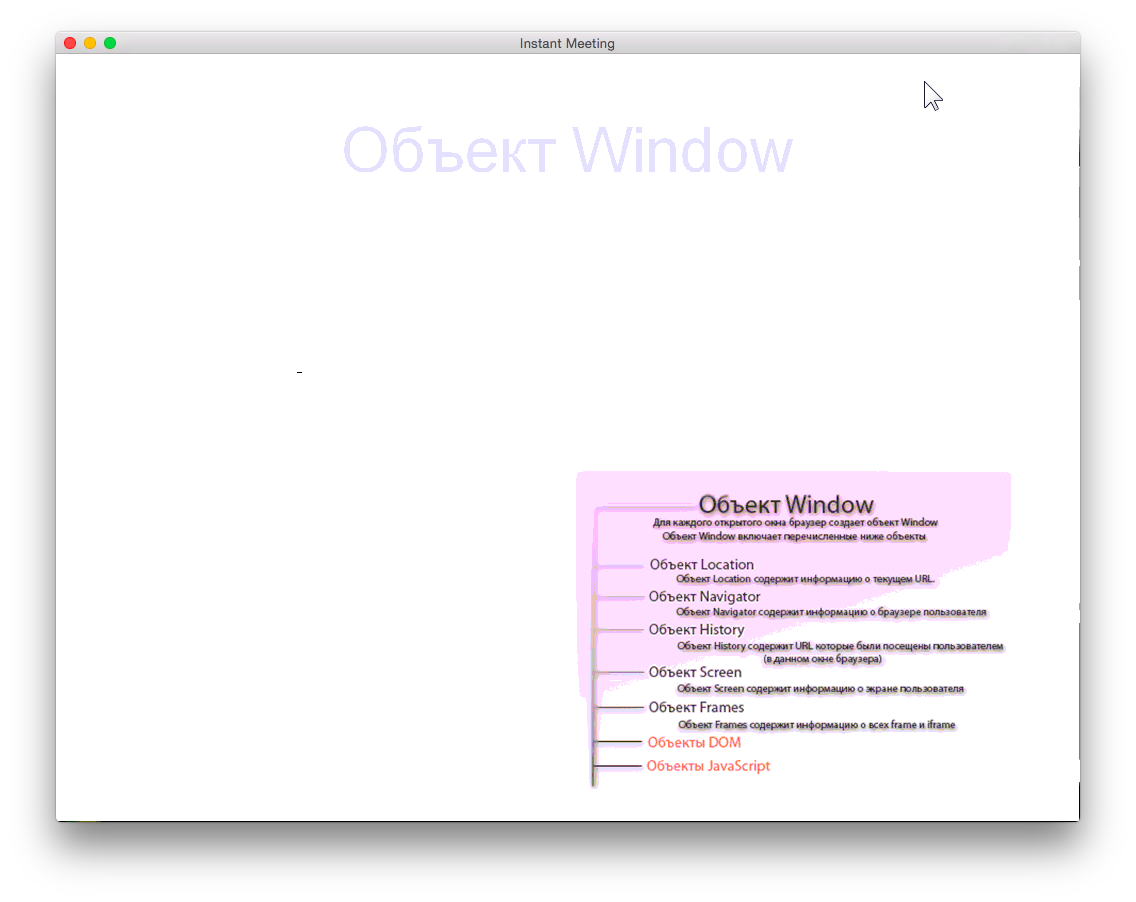 Instant Meeting
Объект Window
Объект Window
Для каждого открытого окна браузер создает объект Window
Объект Window включает перечисленные ниже объекты
Объект Location
Объект Location содержит информацию о текущем URL.
Объект Navigator
Объект Navigator содержит информацию о браузере пользователя
Объект History
Объект History содержит URL которые были посещены пользователем
(в данном окне браузера)
Объект Screen
Объект Screen содержит информацию о экране пользователя
Объект Frames
Объект Frames содержит информацию о всех frame и iframe
Объекты DOM
Объекты JavaScript